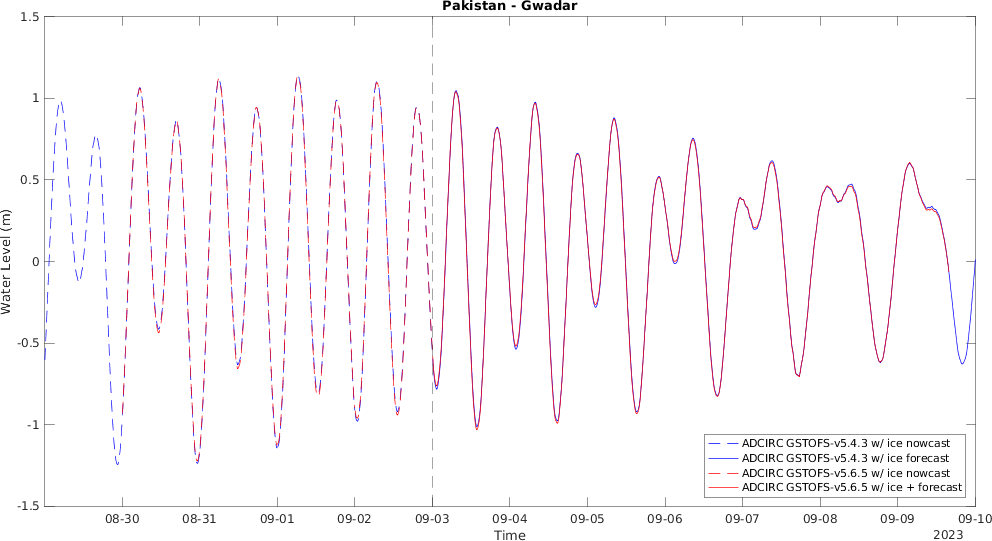 Pakistan - Gwadar
1.5
1
0.5
0
-0.5
-1
-1.5
Water Level (m)
ADCIRC GSTOFS-v5.4.3 w/ ice nowcast
ADCIRC GSTOFS-v5.4.3 w/ ice forecast
ADCIRC GSTOFS-v5.6.5 w/ ice nowcast
ADCIRC GSTOFS-v5.6.5 w/ ice + forecast
08-30 08-31 09-01 09-02 09-03 09-04 09-05 09-06 09-07 09-08 09-09 09-10
Time
2023